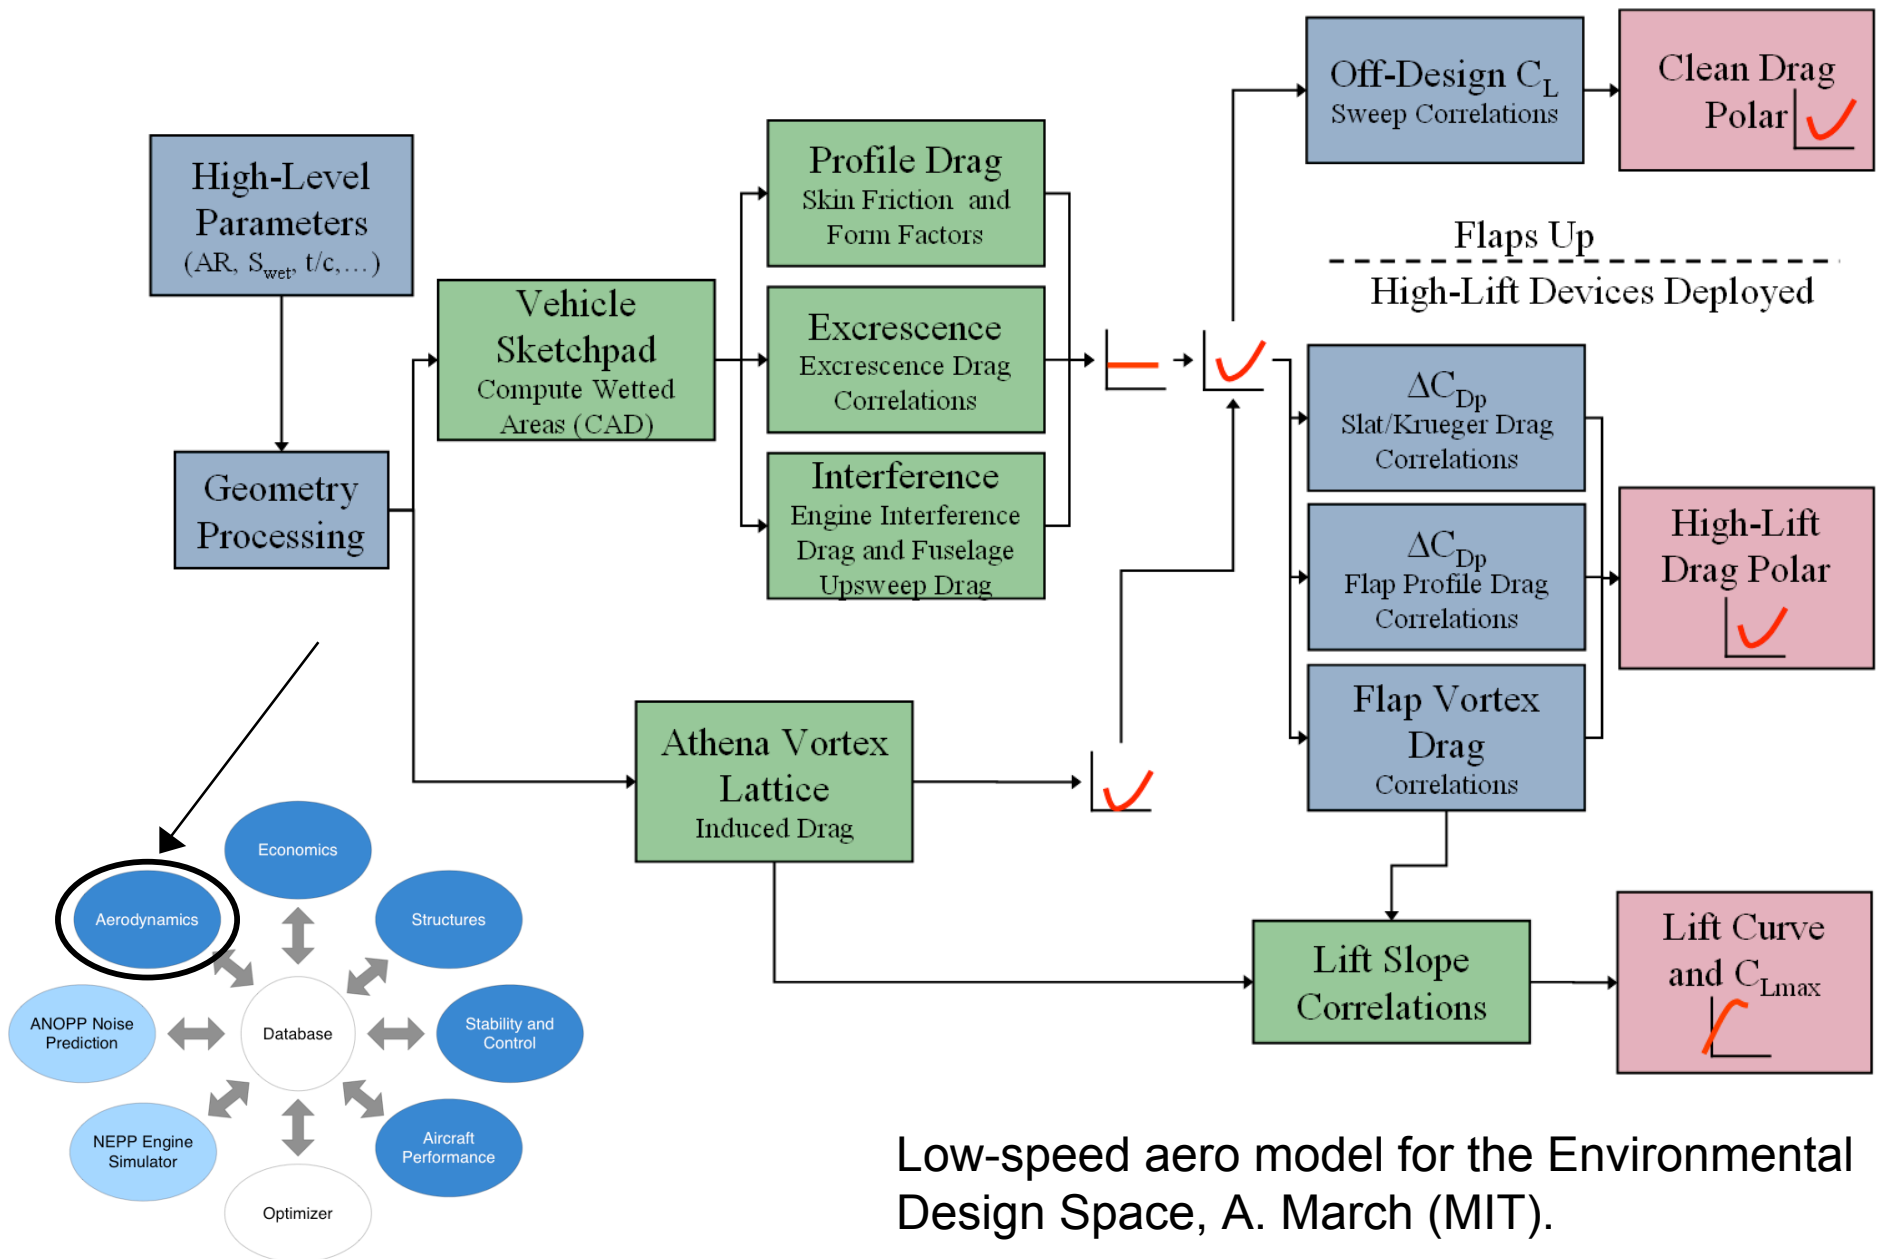 High-Level
Parameters
(AR, S_wet, t/c,...)
Geometry
Processing
Vehicle
Sketchpad
Compute Wetted
Areas (CAD)
Profile Drag
Skin Friction and
Form Factors
Excrescence
Excrescence Drag
Correlations
Interference
Engine Interference
Drag and Fuselage
Upsweep Drag
Athena Vortex
Lattice
Induced Drag
Off-Design C_L
Sweep Correlations
Clean Drag
Polar
Flaps Up
High-Lift Devices Deployed
ΔC_Dp
Slat/Krueger Drag
Correlations
ΔC_Dp
Flap Profile Drag
Correlations
Flap Vortex
Drag
Correlations
High-Lift
Drag Polar
Lift Slope
Correlations
Lift Curve
and C_Lmax
Economics
Aerodynamics
Structures
ANOPP Noise
Prediction
Database
Stability and
Control
NEPP Engine
Simulator
Aircraft
Performance
Optimizer
Low-speed aero model for the Environmental
Design Space, A. March (MIT).